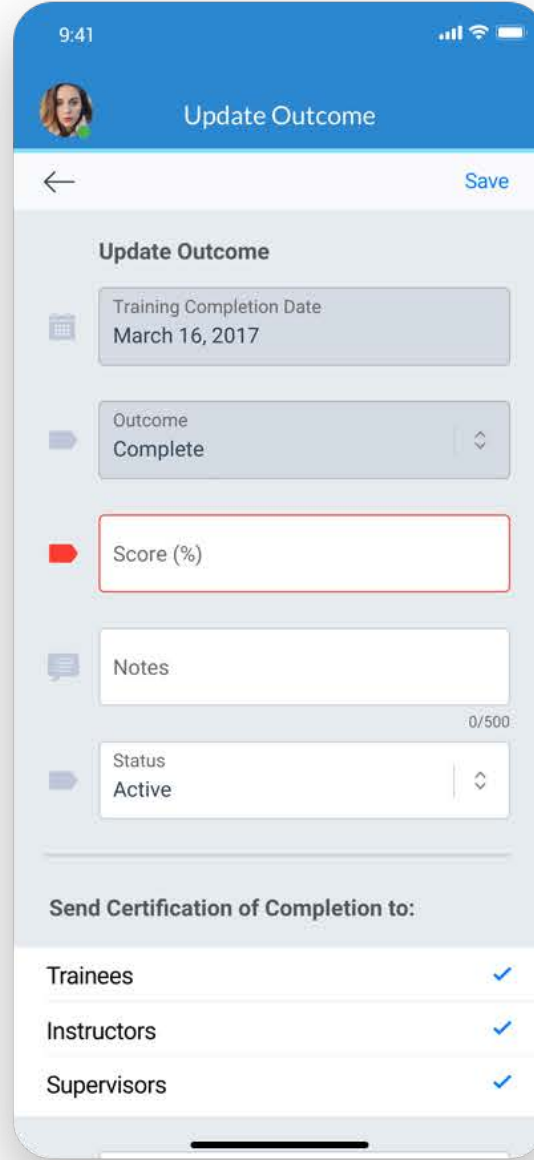 9:41
Update Outcome
Save
Update Outcome
Training Completion Date
March 16, 2017
Outcome
Complete
Score (%)
Notes
0/500
Status
Active
Send Certification of Completion to:
Trainees
Instructors
Supervisors